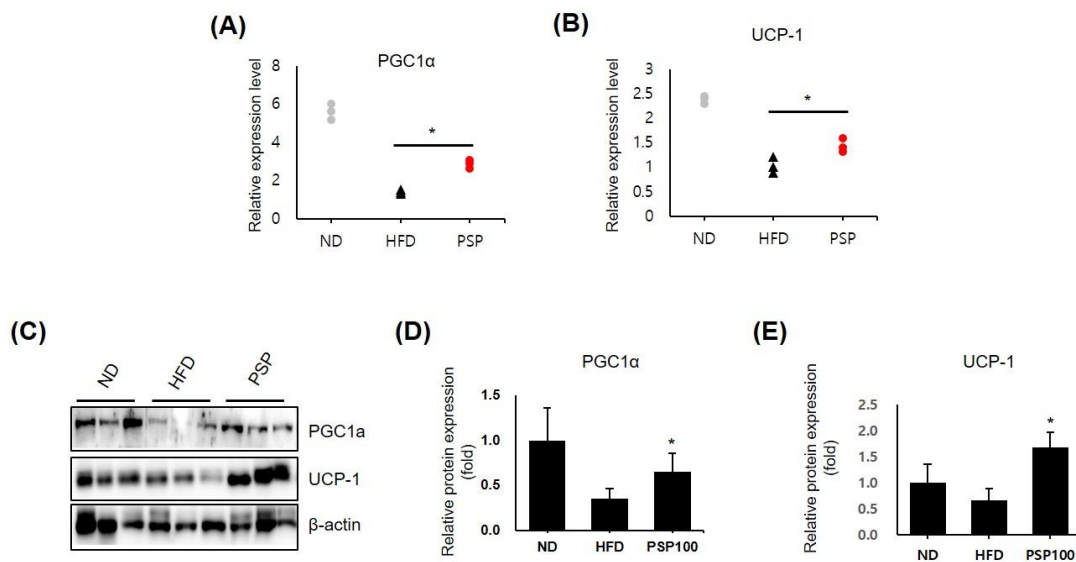 (A)
PGC1α
Relative expression level
8
6
4
2
0
*
ND HFD PSP
(B)
UCP-1
Relative expression level
3
2.5
2
1.5
1
0.5
0
*
ND HFD PSP
(C)
ND HFD PSP
PGC1a
UCP-1
β-actin
(D)
PGC1α
Relative protein expression
(fold)
1.5
1.0
0.5
0.0
*
ND HFD PSP100
(E)
UCP-1
Relative protein expression
(fold)
2.5
2.0
1.5
1.0
0.5
0.0
*
ND HFD PSP100